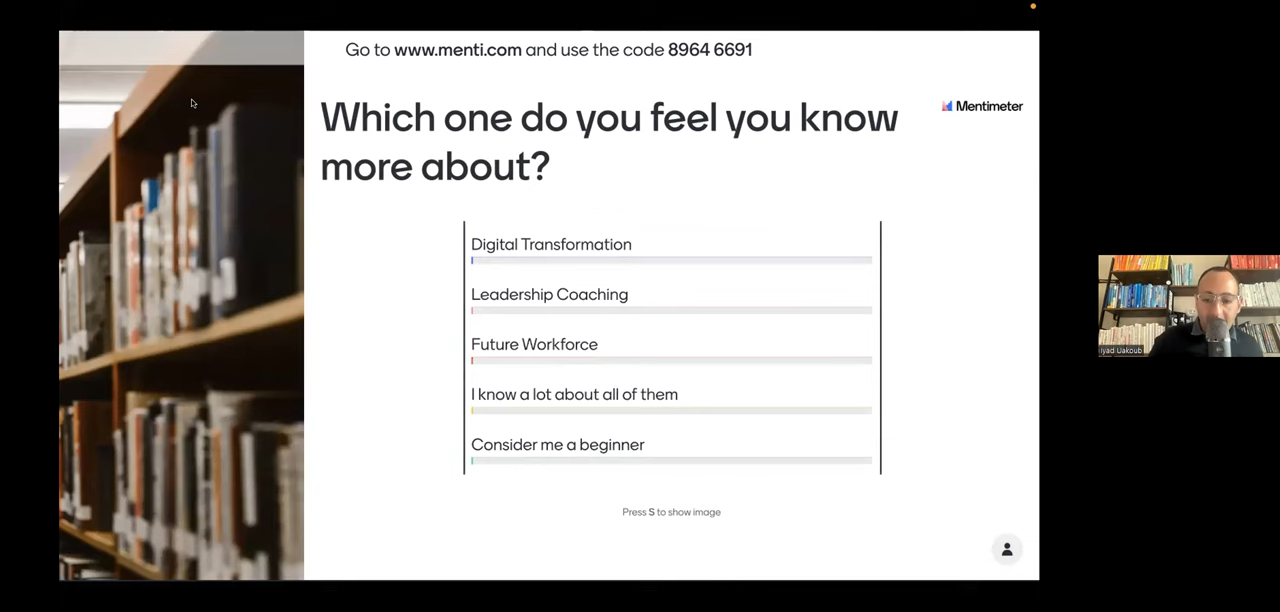 Go to www.menti.com and use the code 8964 6691
Which one do you feel you know
more about?
Mentimeter
Digital Transformation
Leadership Coaching
Future Workforce
I know a lot about all of them
Consider me a beginner
Press S to show image
iyad Uakoub